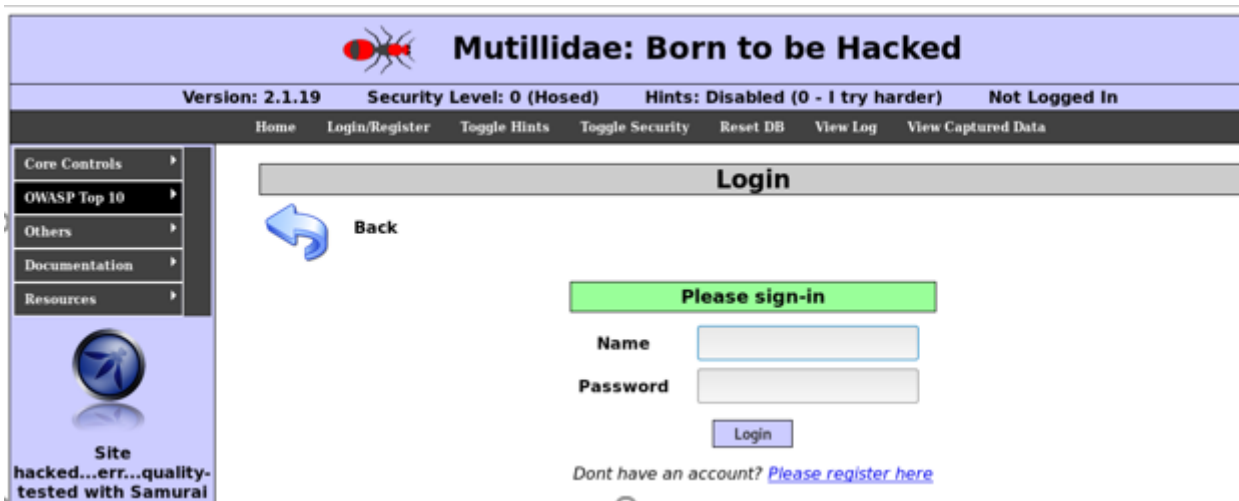 Mutillidae: Born to be Hacked
Version: 2.1.19 Security Level: 0 (Hosed) Hints: Disabled (0 - I try harder) Not Logged In
Home Login/Register Toggle Hints Toggle Security Reset DB View Log View Captured Data
Core Controls
OWASP Top 10
Others
Documentation
Resources
Site
hacked...err...quality-
tested with Samurai
Login
Back
Please sign-in
Name
Password
Login
Dont have an account? Please register here